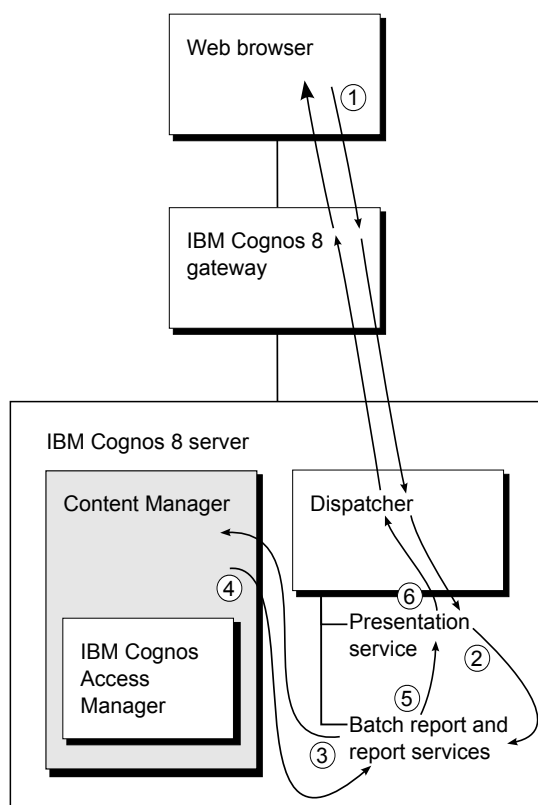 Web browser
①
IBM Cognos 8
gateway
IBM Cognos 8 server
Content Manager
Dispatcher
④
⑥
Presentation
service
②
IBM Cognos
Access
Manager
⑤
Batch report and
report services
③